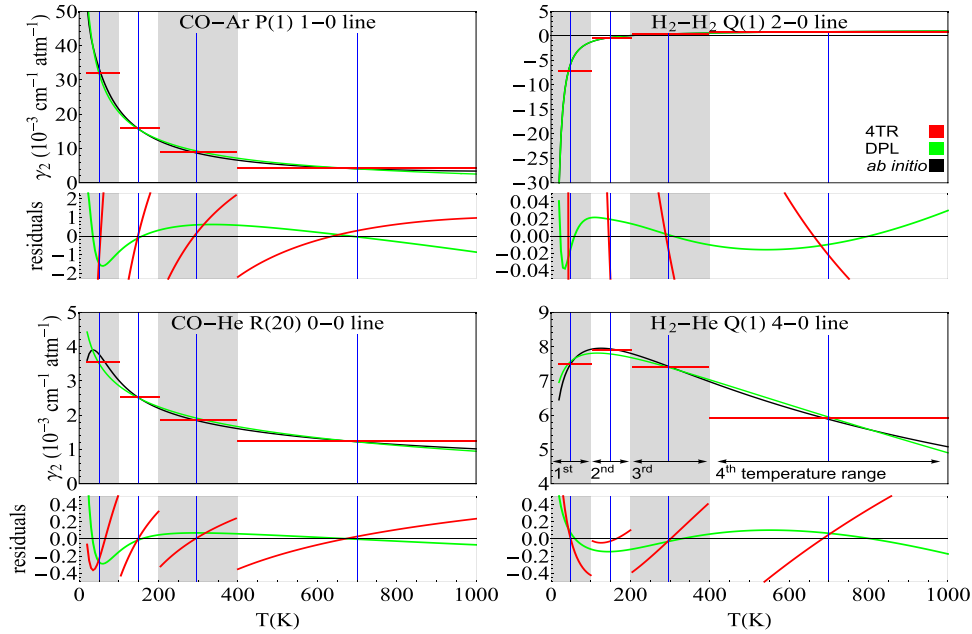 CO−Ar P(1) 1−0 line
50
40
30
20
10
0
γ2 (10−3 cm−1 atm−1)
2
1
0
−1
−2
residuals
H2−H2 Q(1) 2−0 line
5
0
−5
−10
−15
−20
−25
−30
4TR
DPL
ab initio
0.04
0.02
0.00
−0.02
−0.04
CO−He R(20) 0−0 line
5
4
3
2
1
0
γ2 (10−3 cm−1 atm−1)
0.4
0.2
0.0
−0.2
−0.4
residuals
0 200 400 600 800 1000
T(K)
H2−He Q(1) 4−0 line
9
8
7
6
5
4
1st 2nd 3rd 4th temperature range
0.4
0.2
0.0
−0.2
−0.4
0 200 400 600 800 1000
T(K)